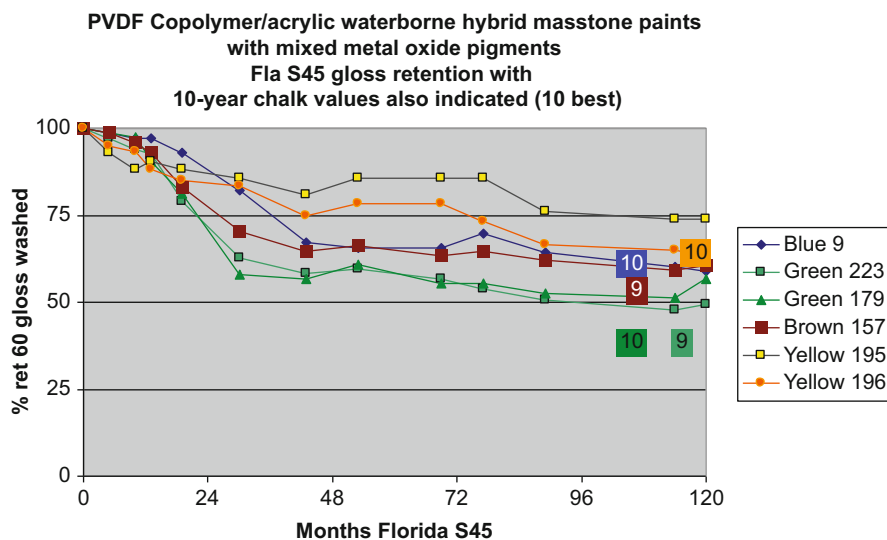 PVDF Copolymer/acrylic waterborne hybrid masstone paints
with mixed metal oxide pigments
Fla S45 gloss retention with
10-year chalk values also indicated (10 best)
% ret 60 gloss washed
100
75
50
25
0
10
10
9
10
9
0
24
48
72
96
120
Months Florida S45
Blue 9
Green 223
Green 179
Brown 157
Yellow 195
Yellow 196